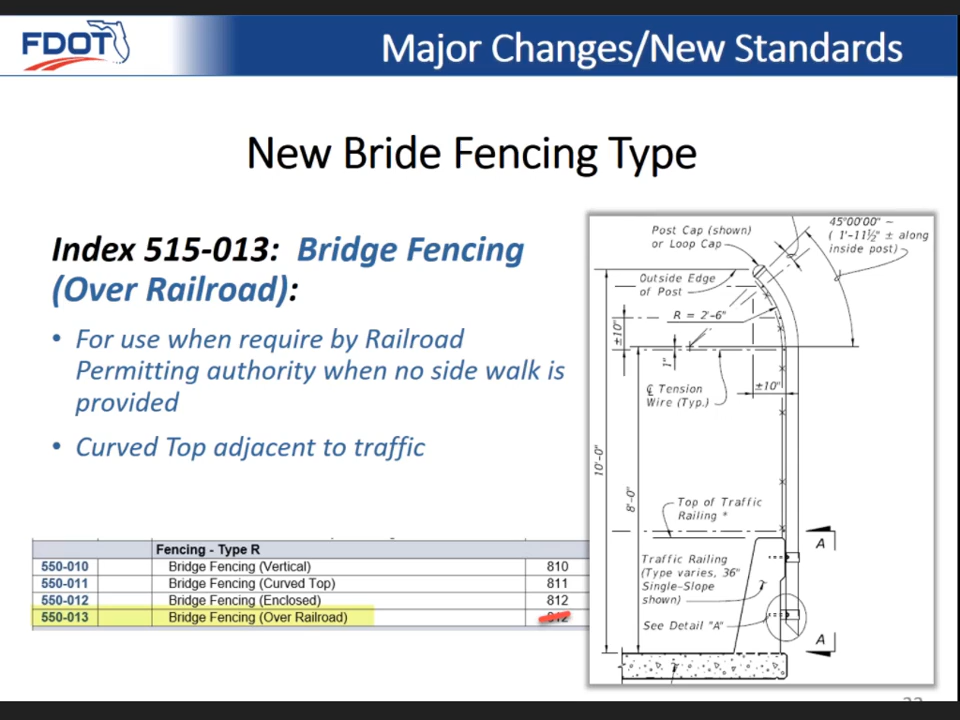 FDOT
Major Changes/New Standards
New Bride Fencing Type
Index 515-013: Bridge Fencing
(Over Railroad):
• For use when require by Railroad
Permitting authority when no side walk is
provided
• Curved Top adjacent to traffic
Fencing - Type R
550-010 Bridge Fencing (Vertical) 810
550-011 Bridge Fencing (Curved Top) 811
550-012 Bridge Fencing (Enclosed) 812
550-013 Bridge Fencing (Over Railroad) 812
Post Cap (shown)
or Loop Cap
45°00'00" ~
( 1'-11½" ± along
inside post)
Outside Edge
of Post
R = 2'-6"
±10"
1"
℄ Tension
Wire (Typ.)
±10"
10'-0"
8'-0"
Top of Traffic
Railing *
A
Traffic Railing
(Type varies, 36"
Single-Slope
shown)
See Detail "A"
A